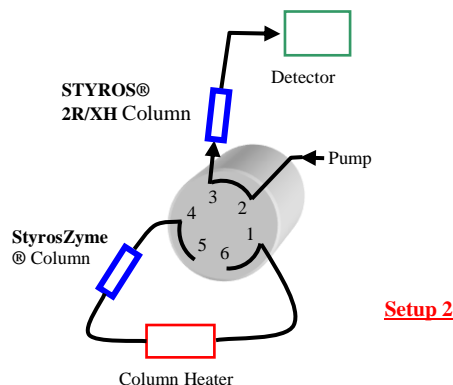 Detector
STYROS®
2R/XH Column
Pump
3
2
4
1
5
6
StyrosZyme
® Column
Setup 2
Column Heater